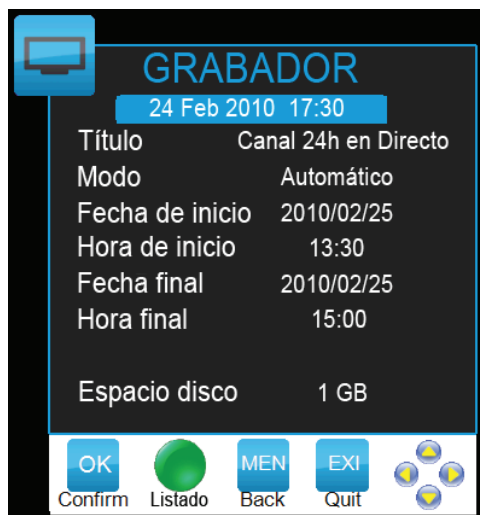 GRABADOR
24 Feb 2010 17:30
Título Canal 24h en Directo
Modo Automático
Fecha de inicio 2010/02/25
Hora de inicio 13:30
Fecha final 2010/02/25
Hora final 15:00
Espacio disco 1 GB
OK MEN EXI
Confirm Listado Back Quit